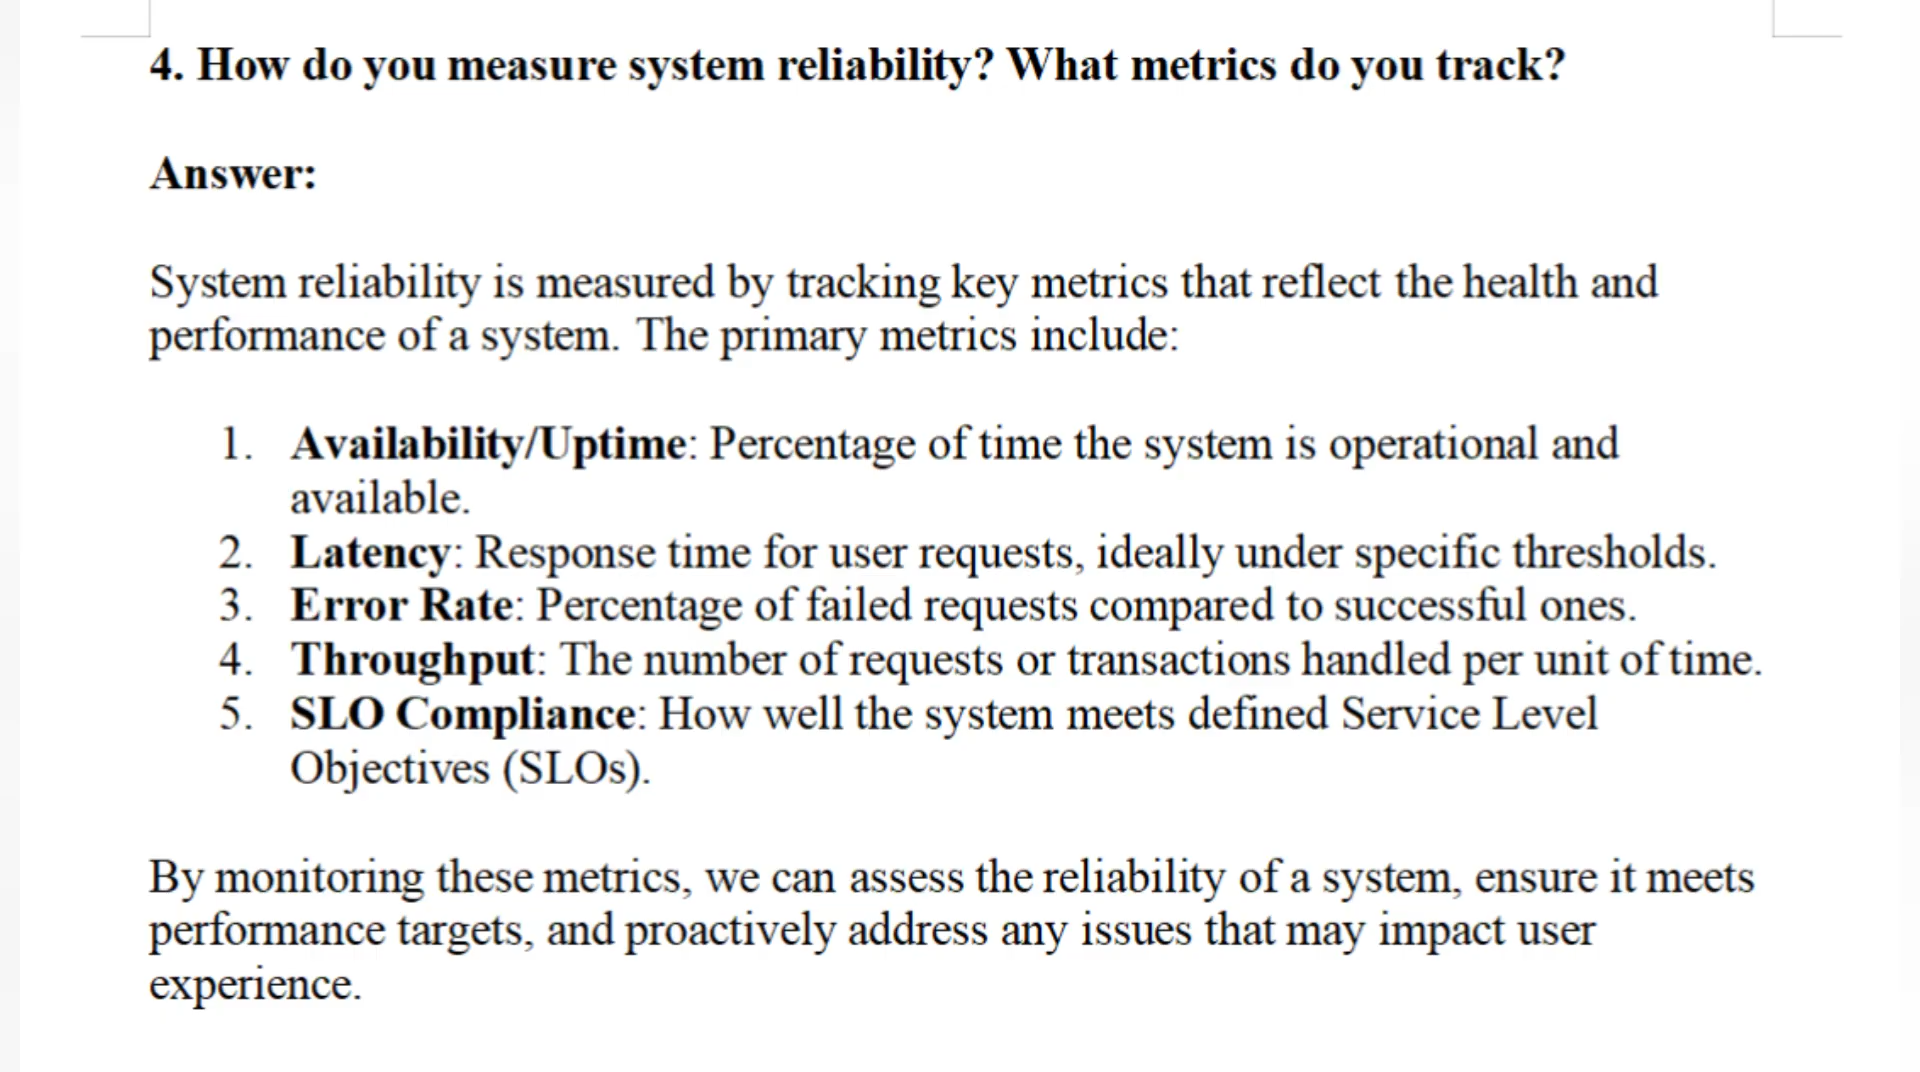 4. How do you measure system reliability? What metrics do you track?
Answer:
System reliability is measured by tracking key metrics that reflect the health and
performance of a system. The primary metrics include:
1. Availability/Uptime: Percentage of time the system is operational and
available.
2. Latency: Response time for user requests, ideally under specific thresholds.
3. Error Rate: Percentage of failed requests compared to successful ones.
4. Throughput: The number of requests or transactions handled per unit of time.
5. SLO Compliance: How well the system meets defined Service Level
Objectives (SLOs).
By monitoring these metrics, we can assess the reliability of a system, ensure it meets
performance targets, and proactively address any issues that may impact user
experience.